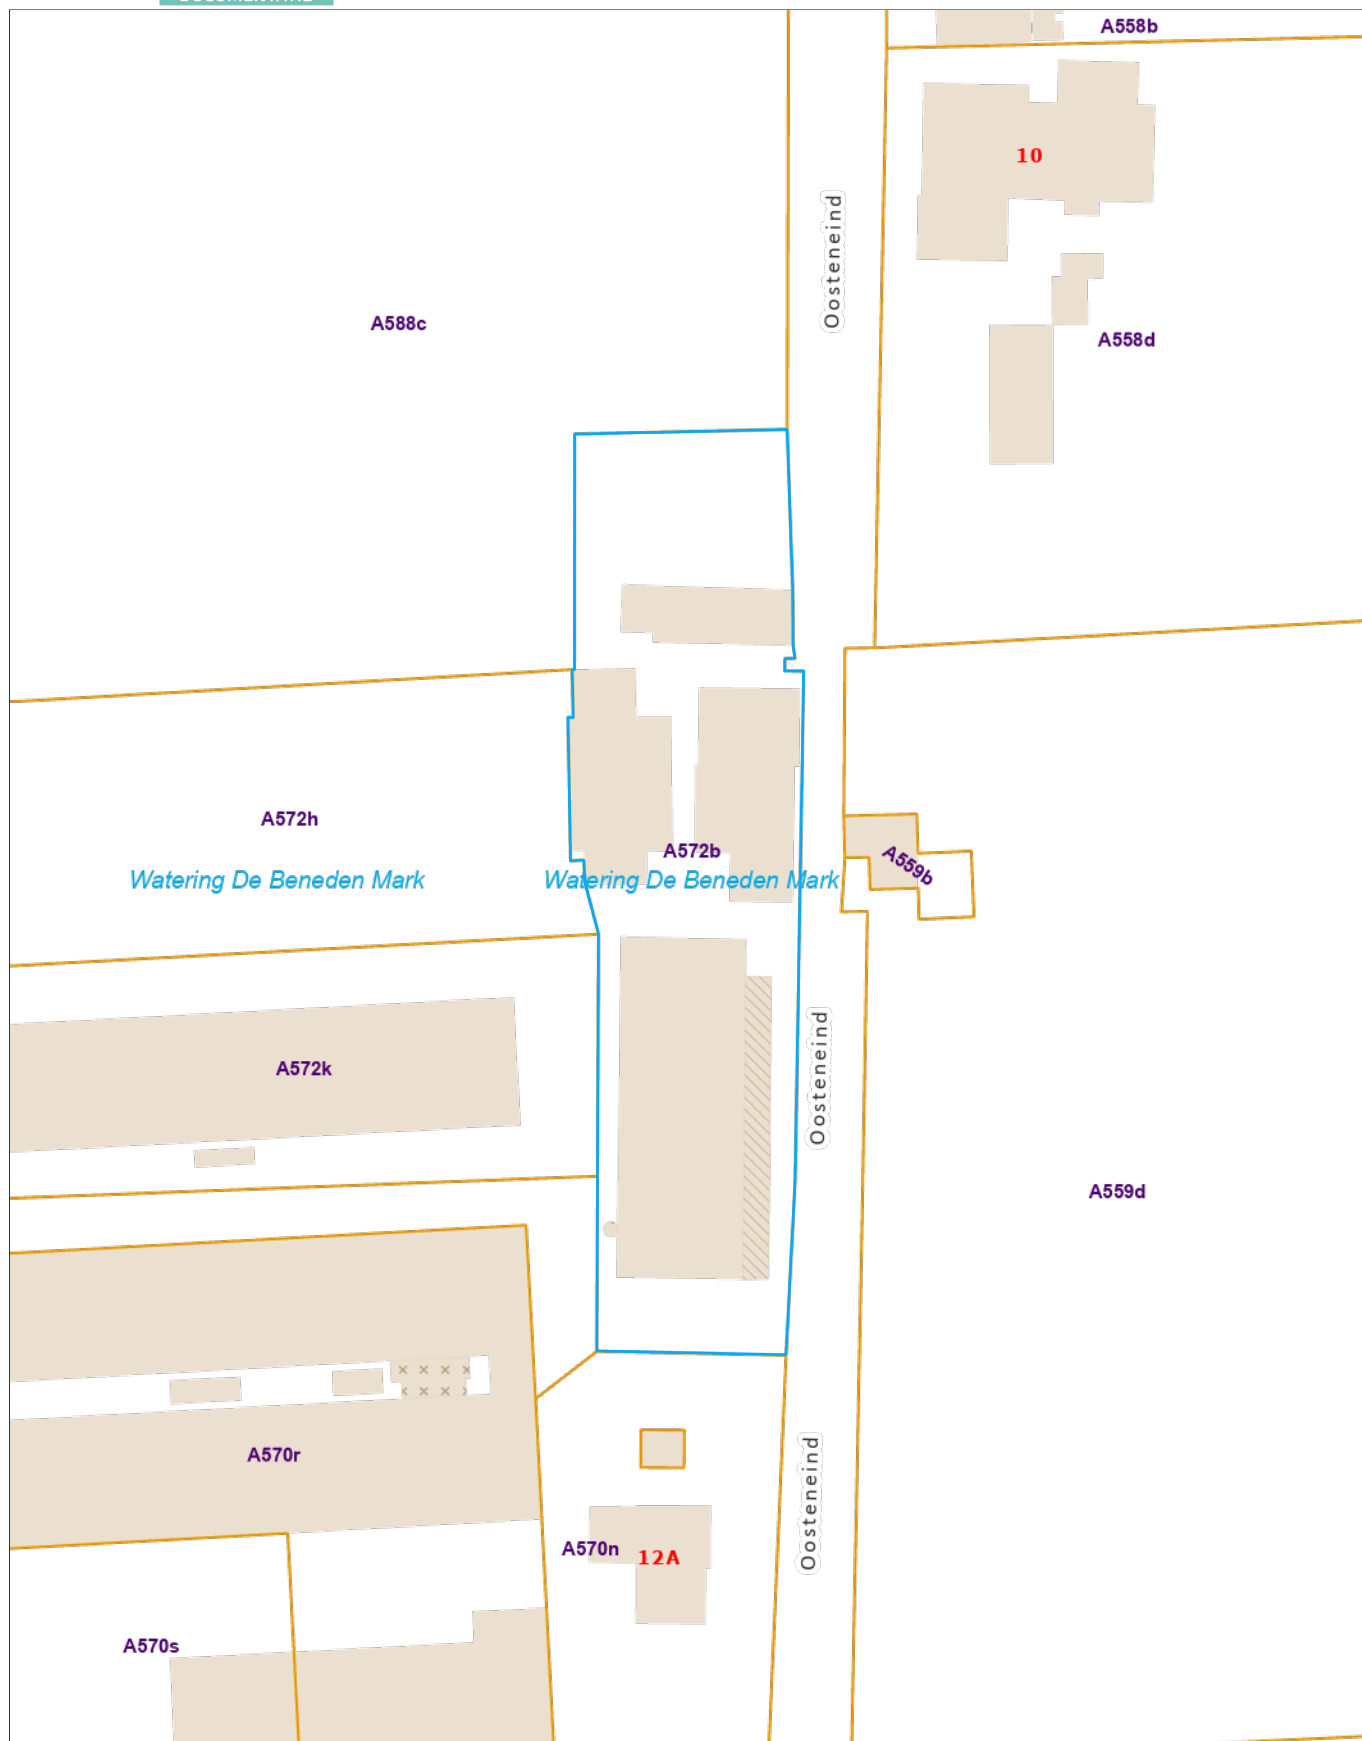 A558b
10
Oosteneind
A588c
A558d
A572h
A572b
A559b
Watering De Beneden Mark
Watering De Beneden Mark
Oosteneind
A572k
A559d
A570r
Oosteneind
A570n
12A
A570s